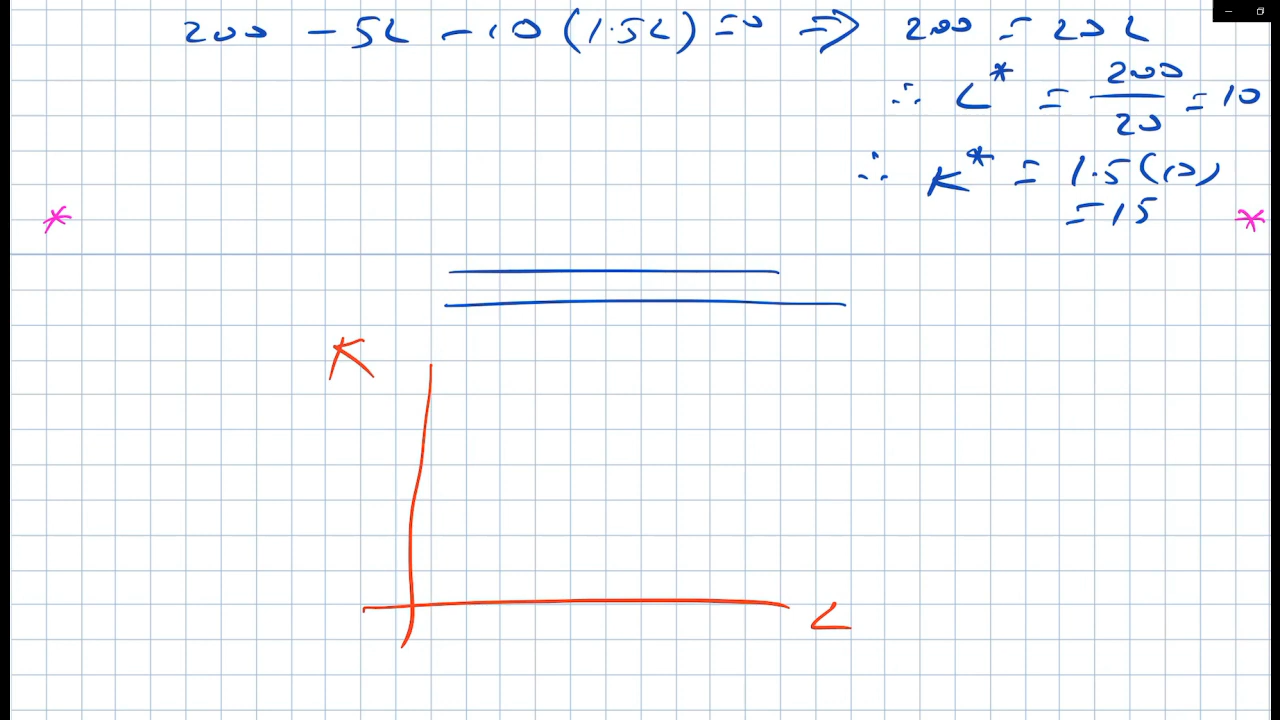 200 - 5L - 10(1.5L) = 0 ⇒ 200 = 20L
∴ L* = 200/20 = 10
∴ K* = 1.5(10)
= 15
* *
K
L